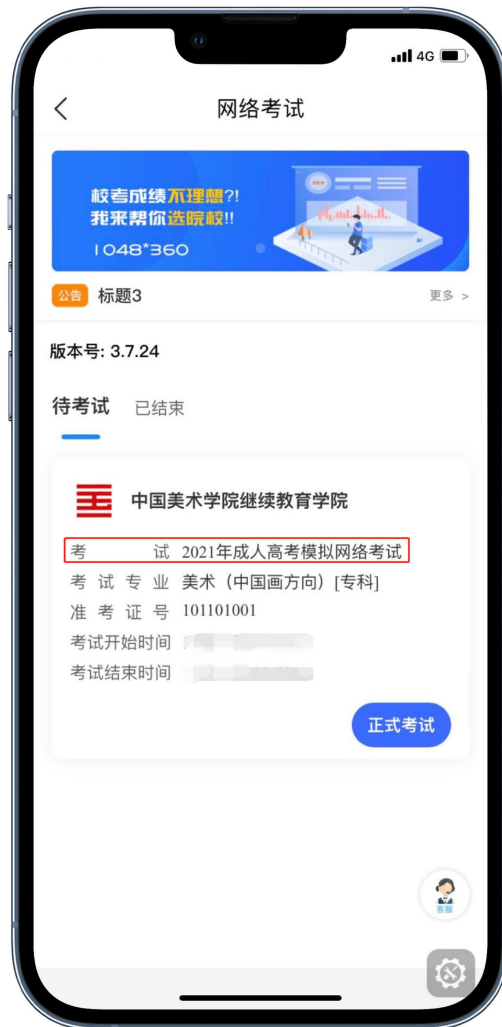 4G
网络考试
校考成绩不理想?!
我来帮你选院校!!
1048*360
公告 标题3 更多 >
版本号: 3.7.24
待考试 已结束
中国美术学院继续教育学院
考试 2021年成人高考模拟网络考试
考试专业 美术（中国画方向）[专科]
准考证号 101101001
考试开始时间
考试结束时间
正式考试
客服